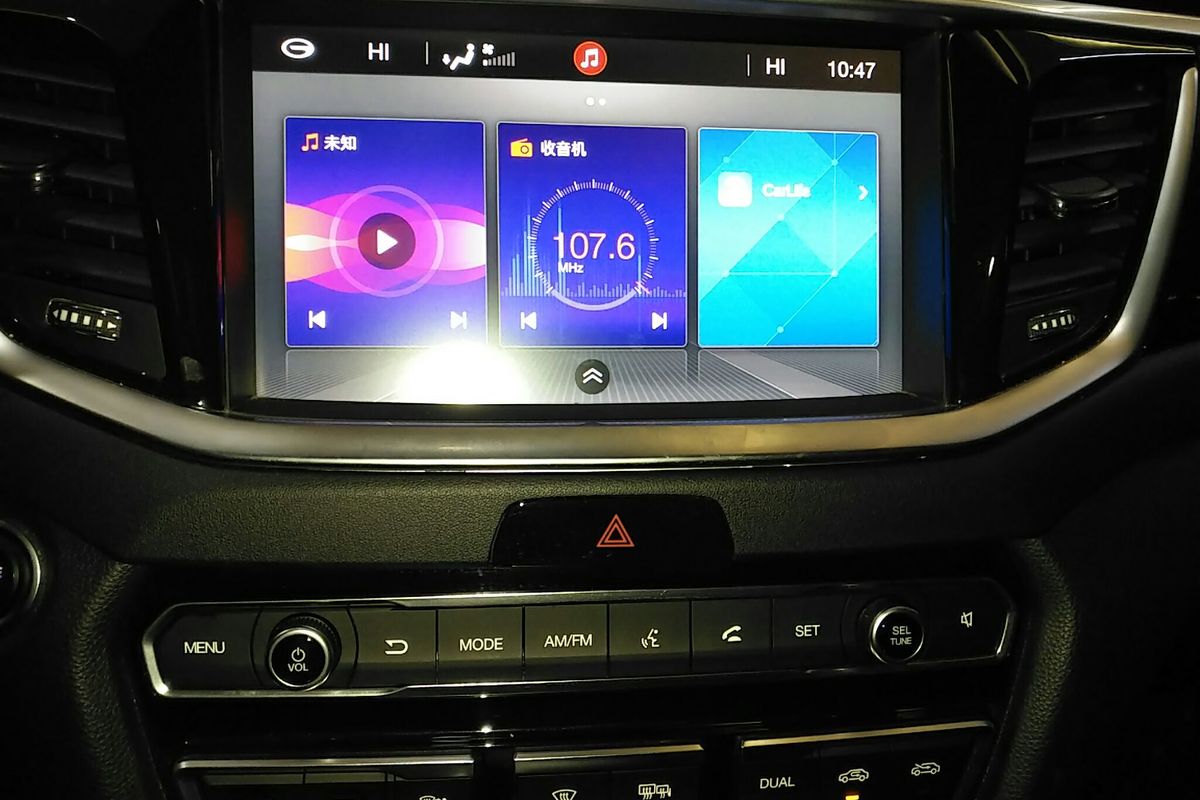 HI
HI
10:47
未知
收音机
CarLife
107.6
MHz
MENU
VOL
MODE
AM/FM
SET
SEL
TUNE
DUAL